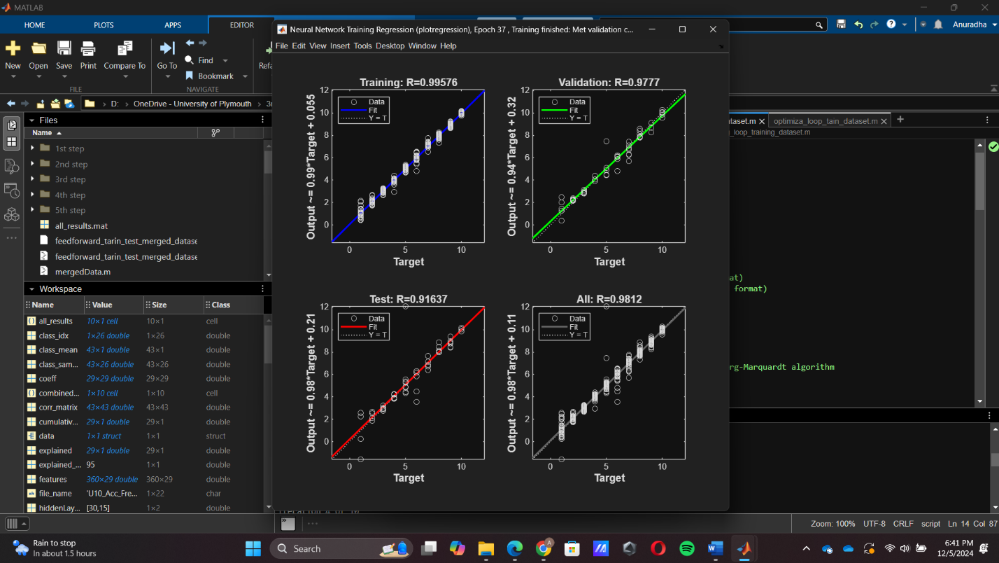 MATLAB
HOME PLOTS APPS EDITOR
Anuradha
New Open Save Print Compare To Go To Find
Bookmark
Refa
FILE NAVIGATE
D: OneDrive - University of Plymouth 3r
Neural Network Training Regression (plotregression), Epoch 37 , Training finished: Met validation c...
File Edit View Insert Tools Desktop Window Help
Files
Name
1st step
2nd step
3rd step
4th step
5th step
all_results.mat
feedforward_tarin_test_merged_datase
feedforward_tarin_test_merged_datase
mergedData.m
Workspace
Name Value Size Class
all_results 10×1 cell 10×1 cell
class_idx 1×26 double 1×26 double
class_mean 43×1 double 43×1 double
class_sam... 43×26 double 43×26 double
coeff 29×29 double 29×29 double
combined... 1×10 cell 1×10 cell
corr_matrix 43×43 double 43×43 double
cumulativ... 29×1 double 29×1 double
data 1×1 struct 1×1 struct
explained 29×1 double 29×1 double
explained_... 95 1×1 double
features 360×29 double 360×29 double
file_name 'U10_Acc_Fre... 1×22 char
hiddenLay... [30,15] 1×2 double
Training: R=0.99576
Output ~= 0.99*Target + 0.055
12
10
8
6
4
2
0
Data
Fit
Y = T
0 5 10
Target
Validation: R=0.9777
Output ~= 0.94*Target + 0.32
12
10
8
6
4
2
0
Data
Fit
Y = T
0 5 10
Target
Test: R=0.91637
Output ~= 0.98*Target + 0.21
12
10
8
6
4
2
0
Data
Fit
Y = T
0 5 10
Target
All: R=0.9812
Output ~= 0.98*Target + 0.11
12
10
8
6
4
2
0
Data
Fit
Y = T
0 5 10
Target
taset.m optimiza_loop_tain_dataset.m
i_loop_training_dataset.m
at)
format)
rg-Marquardt algorithm
Zoom: 100% UTF-8 CRLF script Ln 14 Col 87
Rain to stop
In about 1.5 hours
Search
6:41 PM
12/5/2024